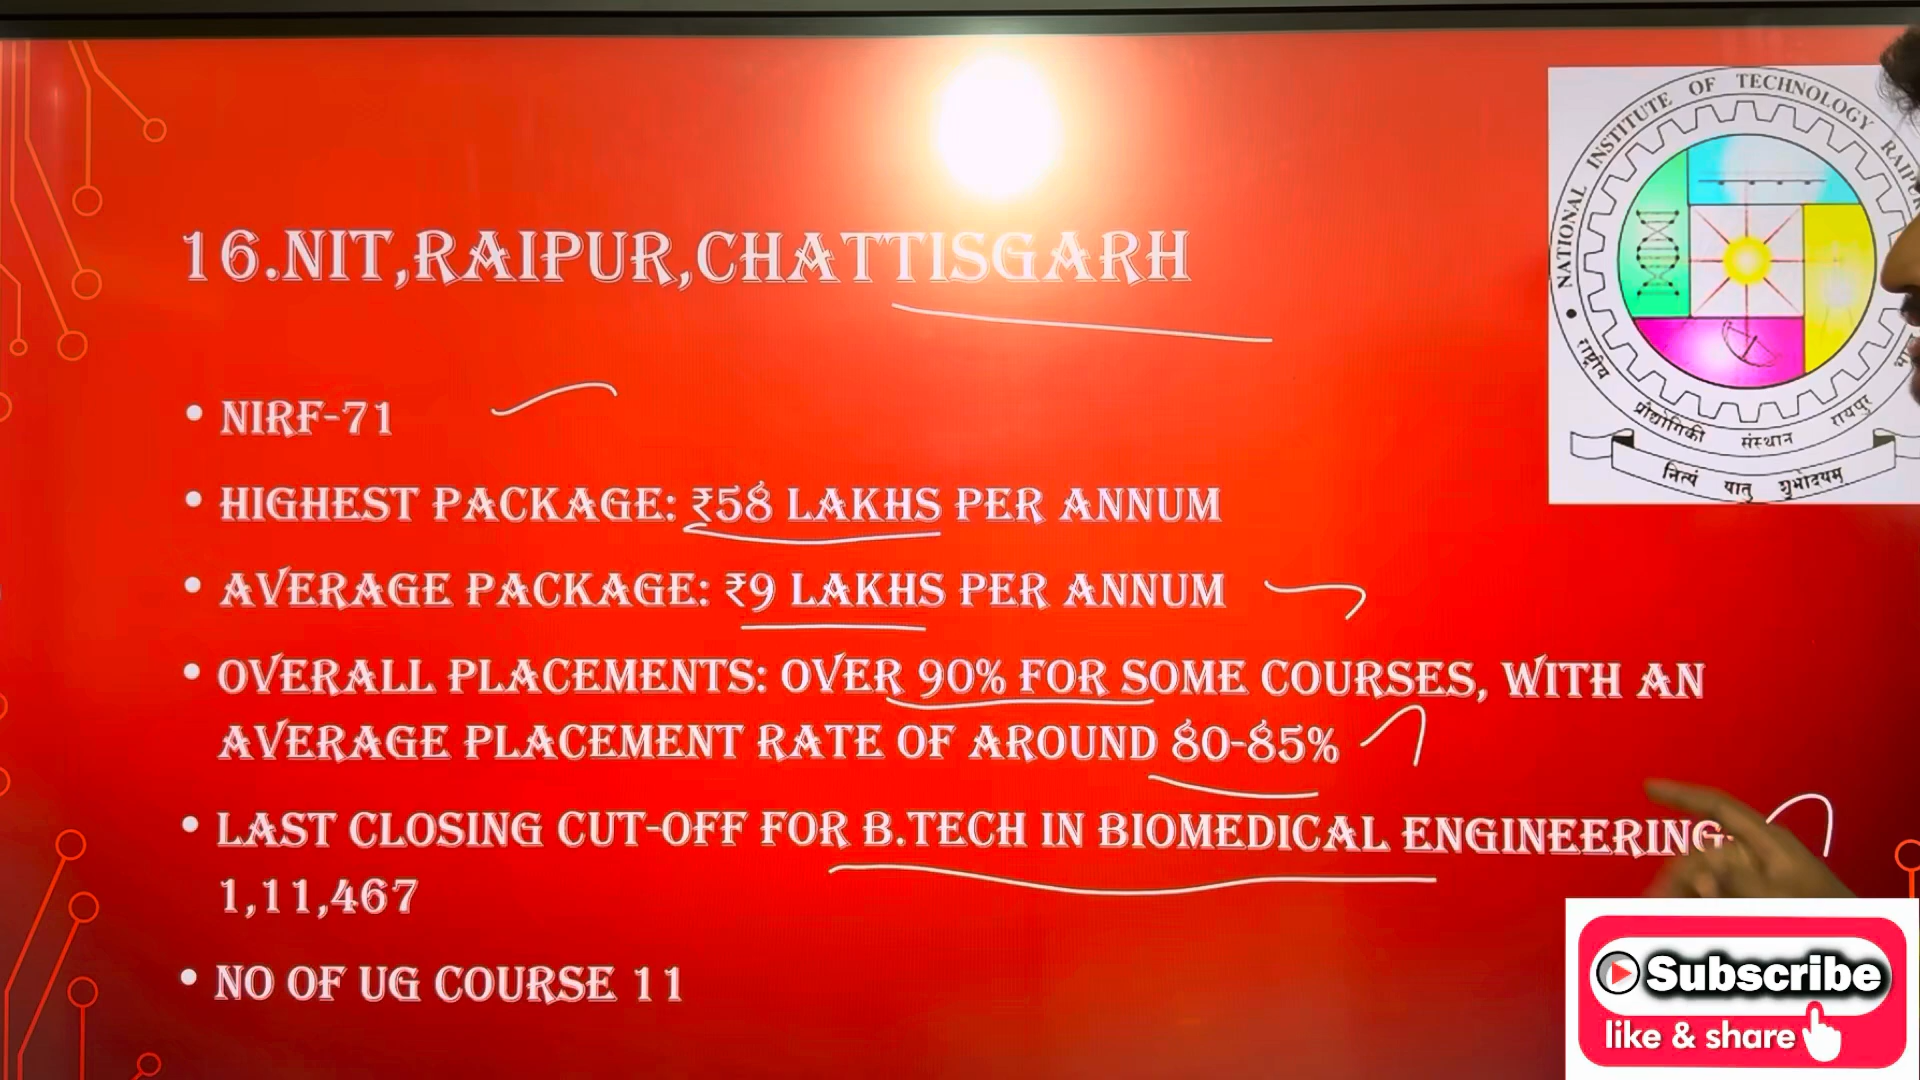 16.NIT,RAIPUR,CHATTISGARH
• NIRF-71
• HIGHEST PACKAGE: ₹58 LAKHS PER ANNUM
• AVERAGE PACKAGE: ₹9 LAKHS PER ANNUM
• OVERALL PLACEMENTS: OVER 90% FOR SOME COURSES, WITH AN
AVERAGE PLACEMENT RATE OF AROUND 80-85%
• LAST CLOSING CUT-OFF FOR B.TECH IN BIOMEDICAL ENGINEERING:
1,11,467
• NO OF UG COURSE 11
NATIONAL INSTITUTE OF TECHNOLOGY RAIPUR
राष्ट्रीय प्रौद्योगिकी संस्थान रायपुर
नित्यं यातु शुभोदयम्
Subscribe
like & share